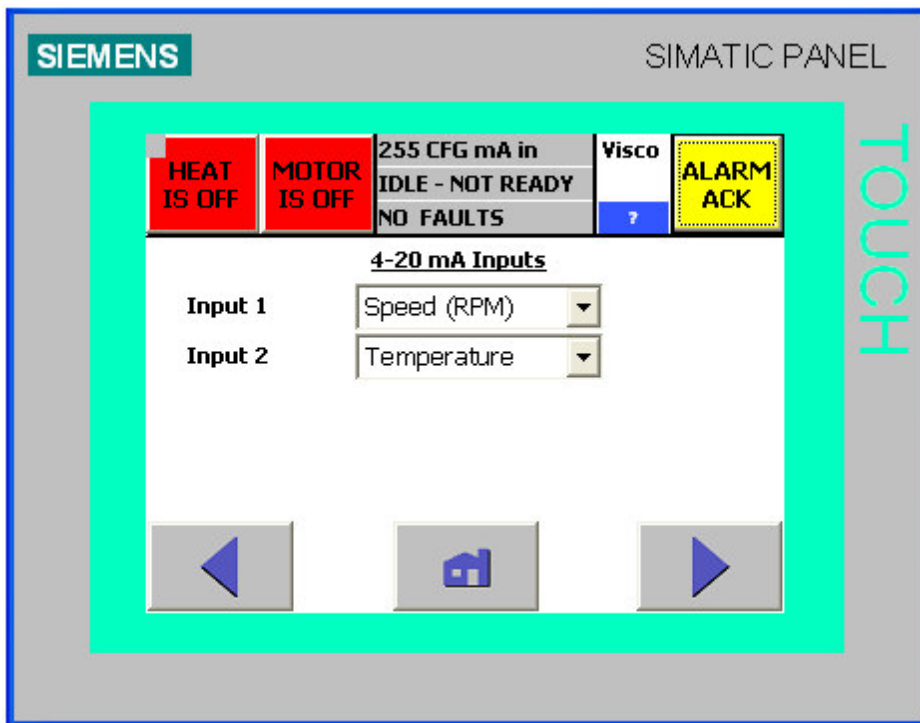 SIEMENS
SIMATIC PANEL
TOUCH
HEAT
IS OFF
MOTOR
IS OFF
255 CFG mA in
IDLE - NOT READY
NO FAULTS
Visco
?
ALARM
ACK
4-20 mA Inputs
Input 1
Speed (RPM)
Input 2
Temperature